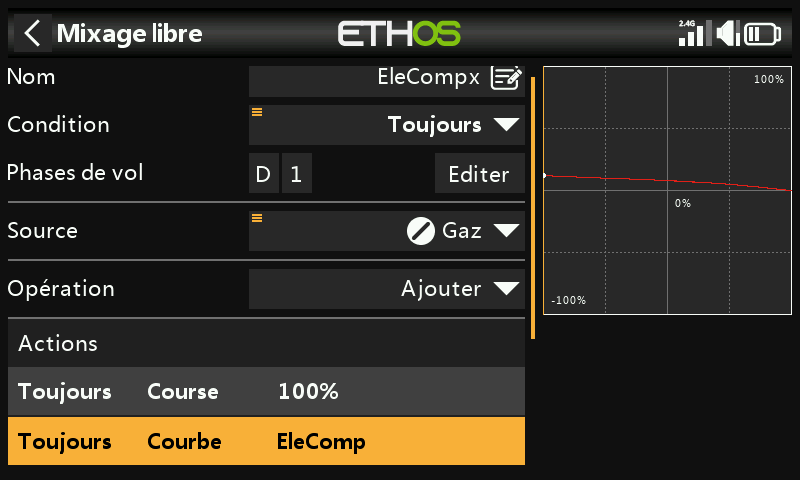 Mixage libre
ETHOS
2.4G
Nom
EleCompx
Condition
Toujours
Phases de vol
D
1
Editer
Source
Gaz
Opération
Ajouter
Actions
Toujours Course 100%
Toujours Courbe EleComp
100%
0%
-100%